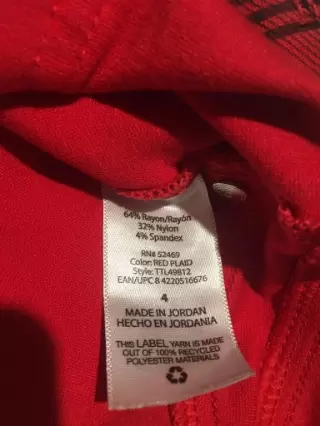 64% Rayon/Rayón
32% Nylon
4% Spandex
RN# 52469
Color: RED PLAID
Style: TTL49812
EAN/UPC 8 4220516676
4
MADE IN JORDAN
HECHO EN JORDANIA
THIS LABEL YARN IS MADE
OUT OF 100% RECYCLED
POLYESTER MATERIALS